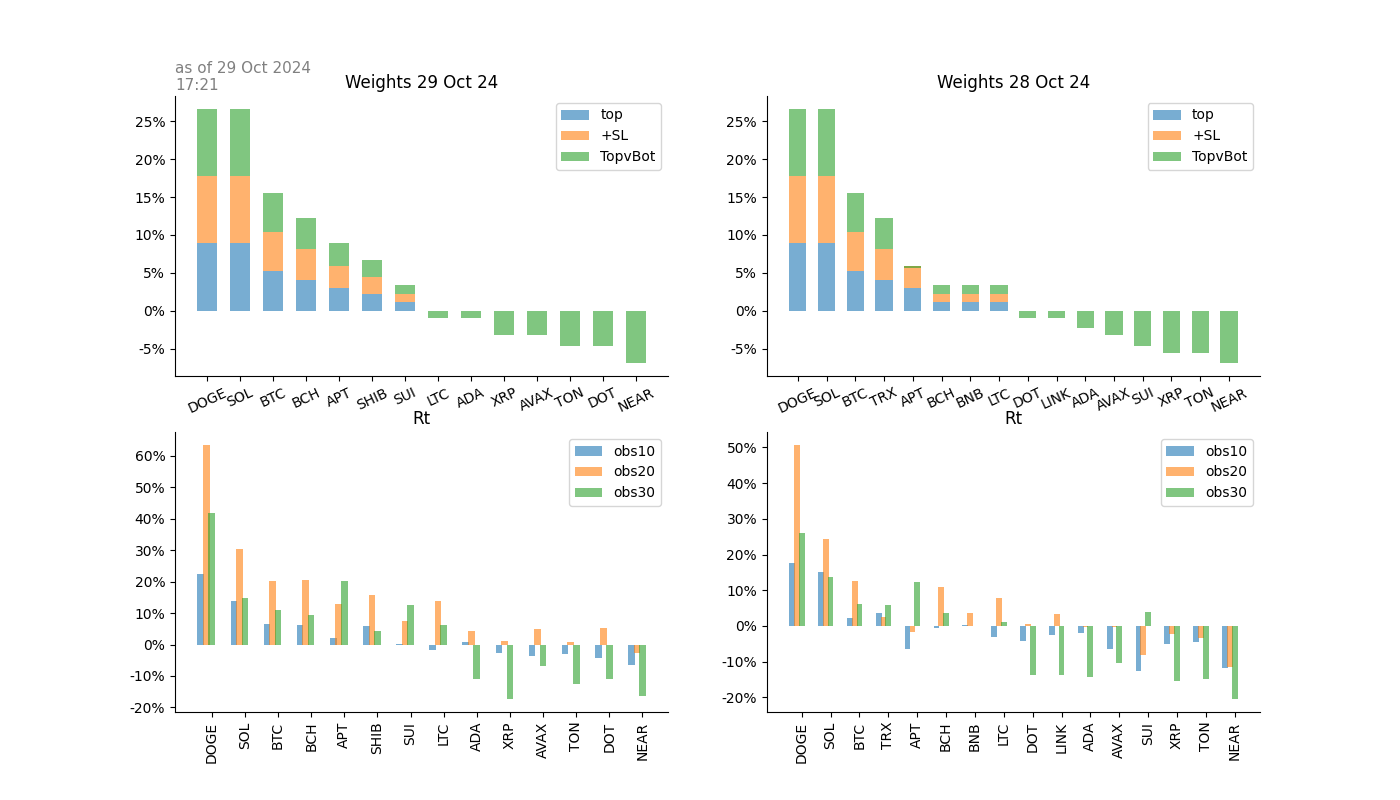 as of 29 Oct 2024
17:21
Weights 29 Oct 24
25%
20%
15%
10%
5%
0%
-5%
top
+SL
TopvBot
DOGE SOL BTC BCH APT SHIB SUI LTC ADA XRP AVAX TON DOT NEAR
Weights 28 Oct 24
25%
20%
15%
10%
5%
0%
-5%
top
+SL
TopvBot
DOGE SOL BTC TRX APT BCH BNB LTC DOT LINK ADA AVAX SUI XRP TON NEAR
Rt
60%
50%
40%
30%
20%
10%
0%
-10%
-20%
obs10
obs20
obs30
DOGE SOL BTC BCH APT SHIB SUI LTC ADA XRP AVAX TON DOT NEAR
Rt
50%
40%
30%
20%
10%
0%
-10%
-20%
obs10
obs20
obs30
DOGE SOL BTC TRX APT BCH BNB LTC DOT LINK ADA AVAX SUI XRP TON NEAR